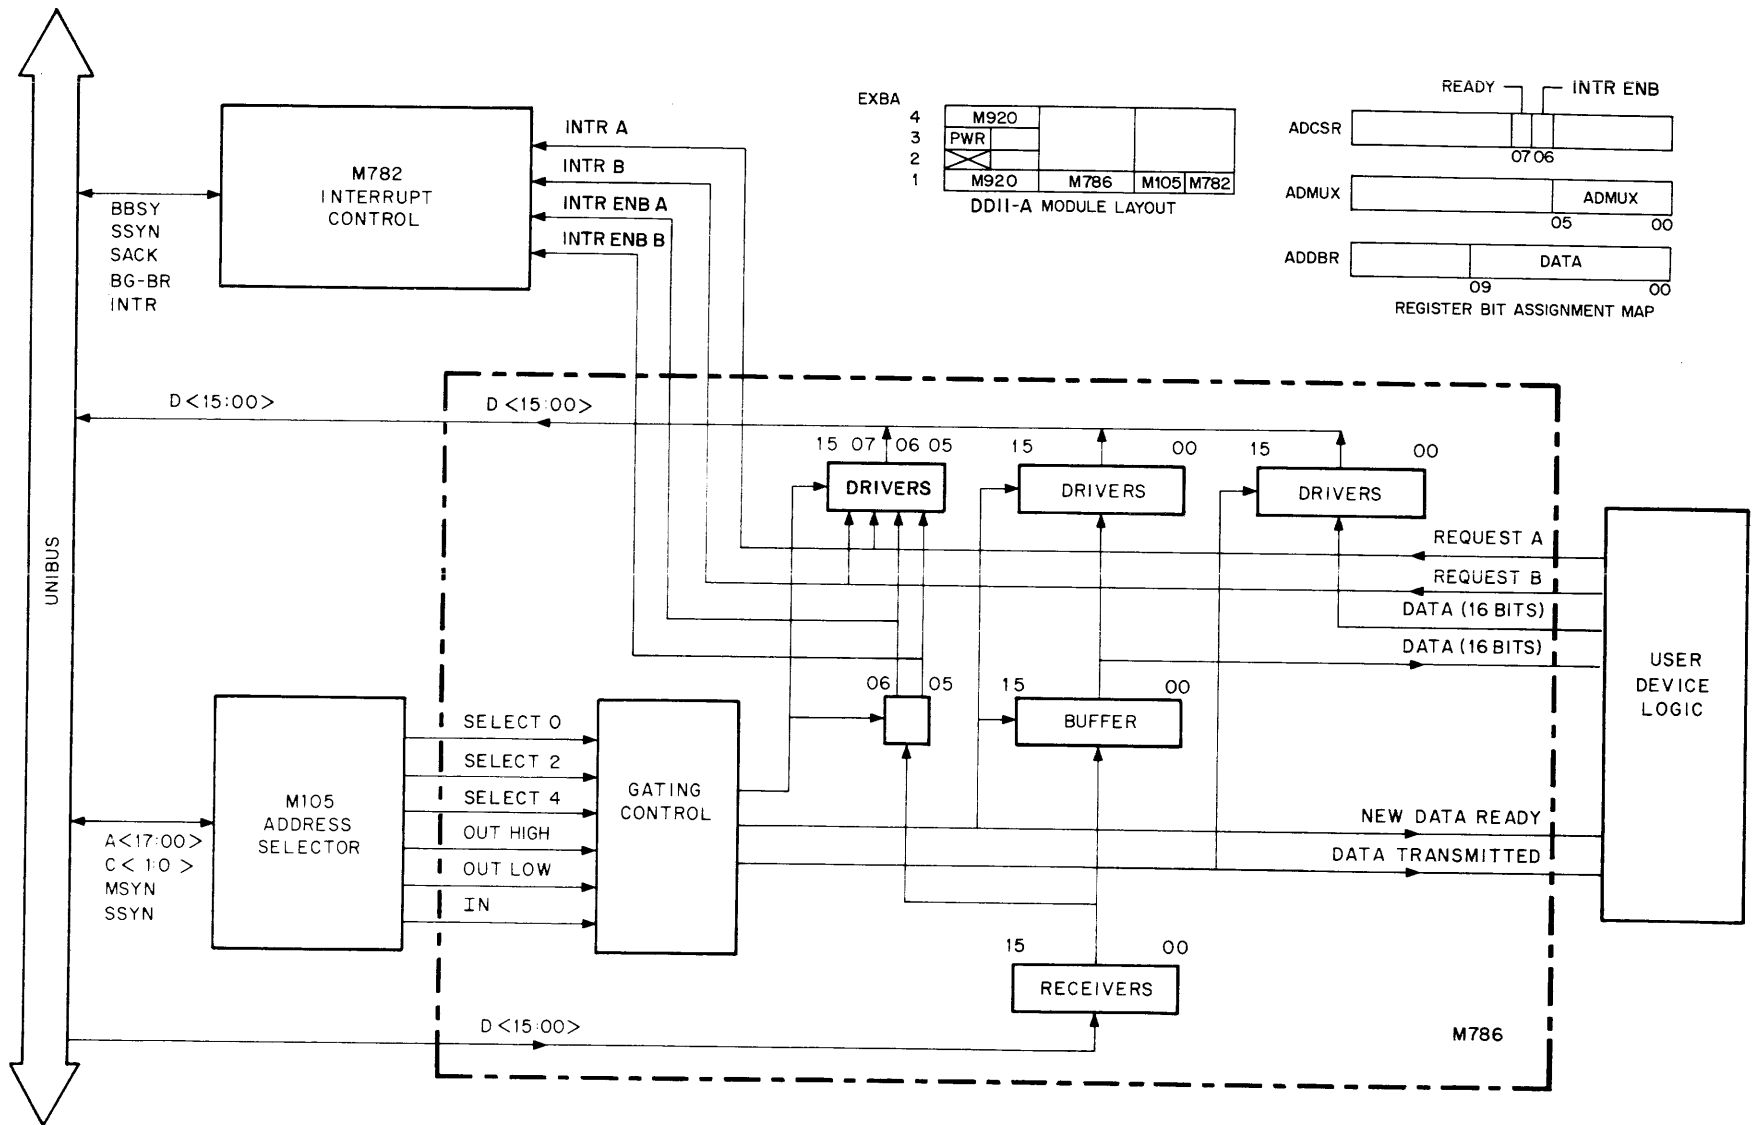 UNIBUS
M782
INTERRUPT
CONTROL
BBSY
SSYN
SACK
BG-BR
INTR
INTR A
INTR B
INTR ENB A
INTR ENB B
EXBA
4
3
2
1
M920
PWR
M920
M786
M105
M782
DD11-A MODULE LAYOUT
READY
INTR ENB
ADCSR
07 06
ADMUX
ADMUX
05
00
ADDBR
DATA
09
00
REGISTER BIT ASSIGNMENT MAP
D<15:00>
D<15:00>
15 07 06 05
DRIVERS
15
00
DRIVERS
15
00
DRIVERS
REQUEST A
REQUEST B
DATA (16 BITS)
DATA (16 BITS)
USER
DEVICE
LOGIC
06
05
15
00
BUFFER
M105
ADDRESS
SELECTOR
A<17:00>
C< 1:0 >
MSYN
SSYN
SELECT 0
SELECT 2
SELECT 4
OUT HIGH
OUT LOW
IN
GATING
CONTROL
NEW DATA READY
DATA TRANSMITTED
15
00
RECEIVERS
D<15:00>
M786